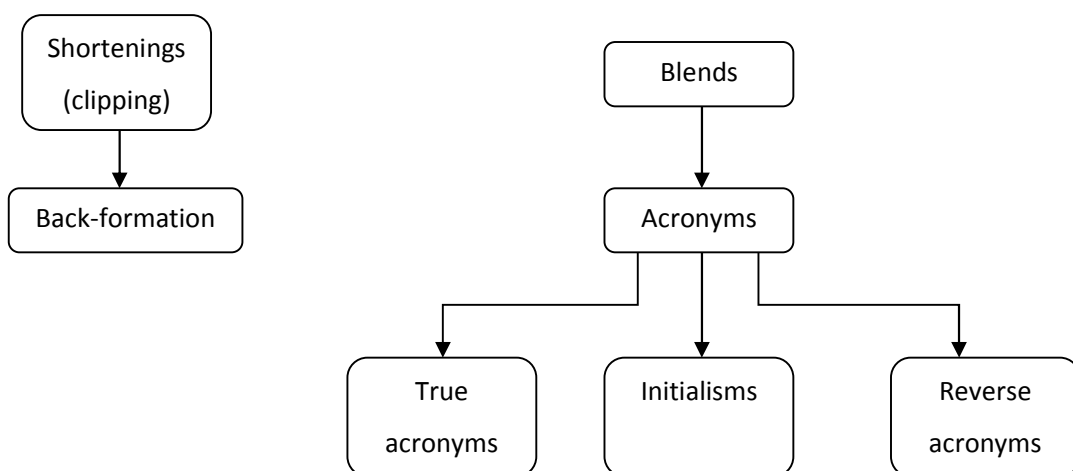 Shortenings
(clipping)
Blends
Back-formation
Acronyms
True
acronyms
Initialisms
Reverse
acronyms